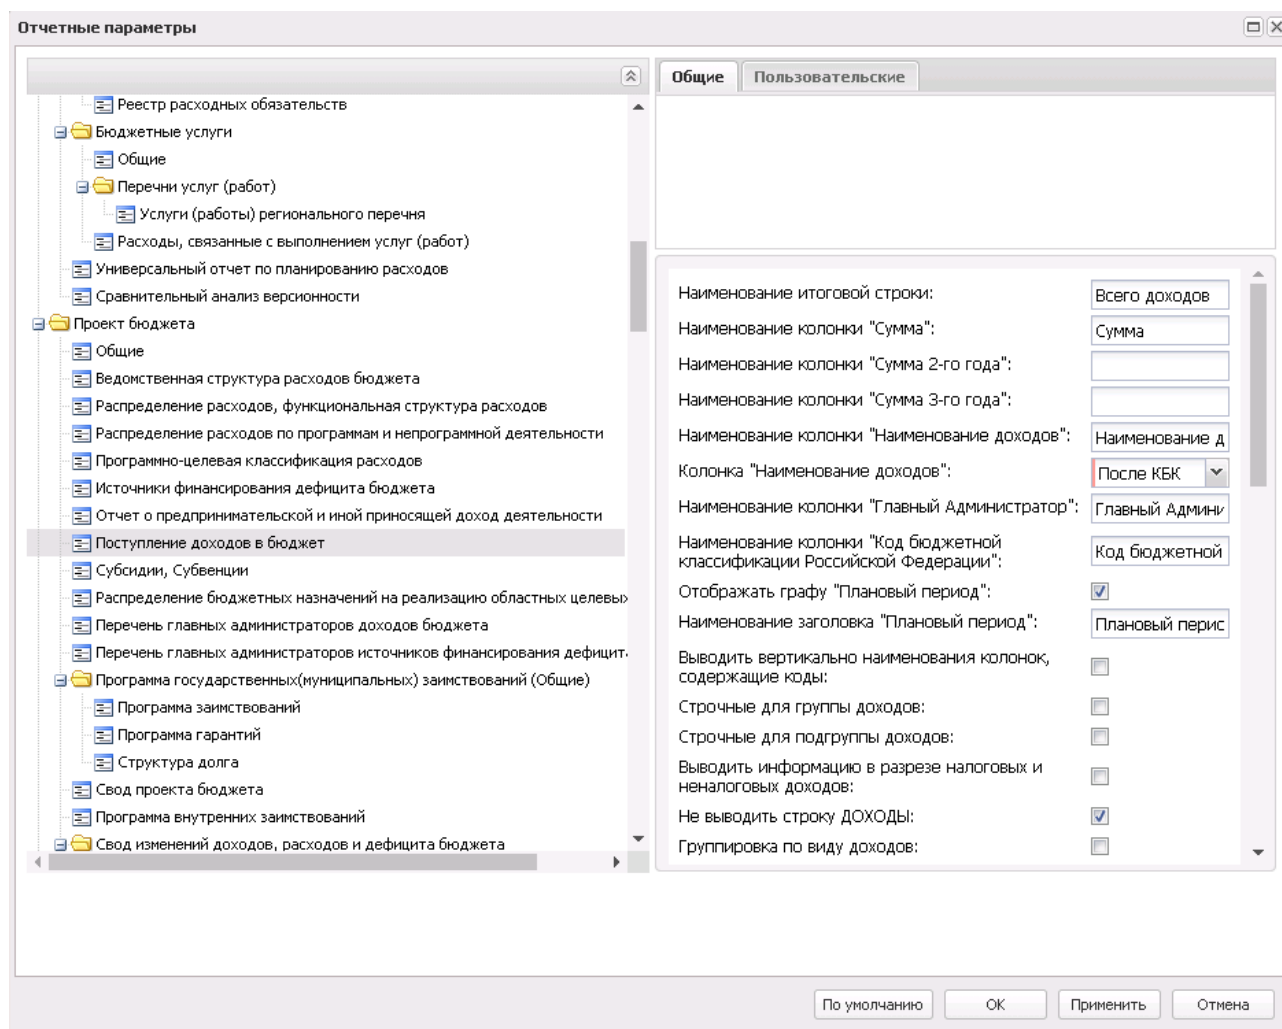 Отчетные параметры
Реестр расходных обязательств
Бюджетные услуги
Общие
Перечни услуг (работ)
Услуги (работы) регионального перечня
Расходы, связанные с выполнением услуг (работ)
Универсальный отчет по планированию расходов
Сравнительный анализ версионности
Проект бюджета
Общие
Ведомственная структура расходов бюджета
Распределение расходов, функциональная структура расходов
Распределение расходов по программам и непрограммной деятельности
Программно-целевая классификация расходов
Источники финансирования дефицита бюджета
Отчет о предпринимательской и иной приносящей доход деятельности
Поступление доходов в бюджет
Субсидии, Субвенции
Распределение бюджетных назначений на реализацию областных целевых
Перечень главных администраторов доходов бюджета
Перечень главных администраторов источников финансирования дефицит
Программа государственных(муниципальных) заимствований (Общие)
Программа заимствований
Программа гарантий
Структура долга
Свод проекта бюджета
Программа внутренних заимствований
Свод изменений доходов, расходов и дефицита бюджета
Общие
Пользовательские
Наименование итоговой строки:
Всего доходов
Наименование колонки "Сумма":
Сумма
Наименование колонки "Сумма 2-го года":
Наименование колонки "Сумма 3-го года":
Наименование колонки "Наименование доходов":
Наименование д
Колонка "Наименование доходов":
После КБК
Наименование колонки "Главный Администратор":
Главный Админи
Наименование колонки "Код бюджетной
классификации Российской Федерации":
Код бюджетной
Отображать графу "Плановый период":
Наименование заголовка "Плановый период":
Плановый перис
Выводить вертикально наименования колонок,
содержащие коды:
Строчные для группы доходов:
Строчные для подгруппы доходов:
Выводить информацию в разрезе налоговых и
неналоговых доходов:
Не выводить строку ДОХОДЫ:
Группировка по виду доходов:
По умолчанию
ОК
Применить
Отмена